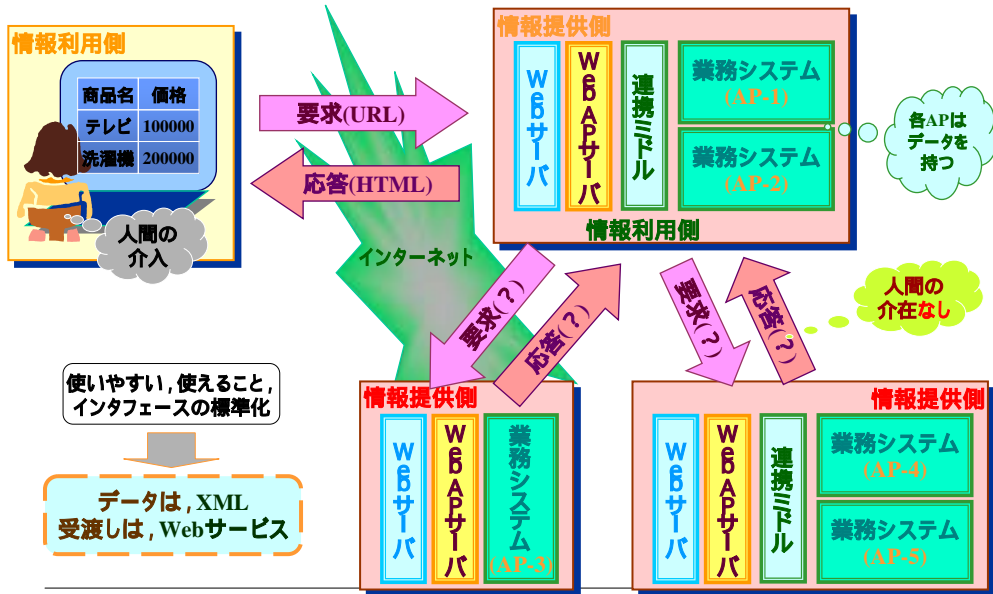 情報利用側
商品名 価格
テレビ 100000
洗濯機 200000
人間の
介入
要求(URL)
応答(HTML)
インターネット
情報提供側
Webサーバ
Web APサーバ
連携ミドル
業務システム
(AP-1)
業務システム
(AP-2)
情報利用側
各APは
データを
持つ
要求(?)
応答(?)
要求(?)
応答(?)
人間の
介在なし
使いやすい,使えること,
インタフェースの標準化
データは,XML
受渡しは,Webサービス
情報提供側
Webサーバ
Web APサーバ
業務システム
(AP-3)
情報提供側
Webサーバ
Web APサーバ
連携ミドル
業務システム
(AP-4)
業務システム
(AP-5)